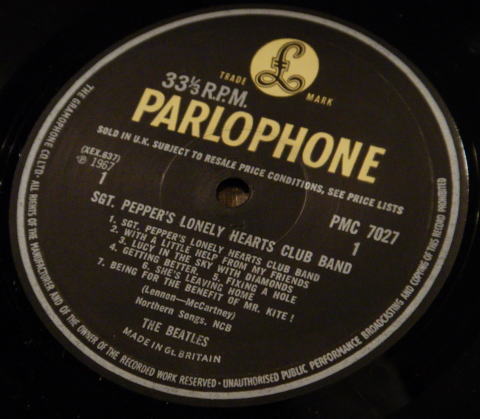 TRADE £ MARK
33⅓ R.P.M.
PARLOPHONE
SOLD IN U.K. SUBJECT TO RESALE PRICE CONDITIONS, SEE PRICE LISTS
(XEX.637)
℗ 1967
1
PMC 7027
1
SGT. PEPPER'S LONELY HEARTS CLUB BAND
1. SGT. PEPPER'S LONELY HEARTS CLUB BAND
2. WITH A LITTLE HELP FROM MY FRIENDS
3. LUCY IN THE SKY WITH DIAMONDS
4. GETTING BETTER 5. FIXING A HOLE
6. SHE'S LEAVING HOME
7. BEING FOR THE BENEFIT OF MR. KITE !
(Lennon—McCartney)
Northern Songs, NCB
THE BEATLES
MADE IN GT. BRITAIN
THE GRAMOPHONE CO. LTD · ALL RIGHTS OF THE MANUFACTURER AND OF THE OWNER OF THE RECORDED WORK RESERVED · UNAUTHORISED PUBLIC PERFORMANCE BROADCASTING AND COPYING OF THIS RECORD PROHIBITED